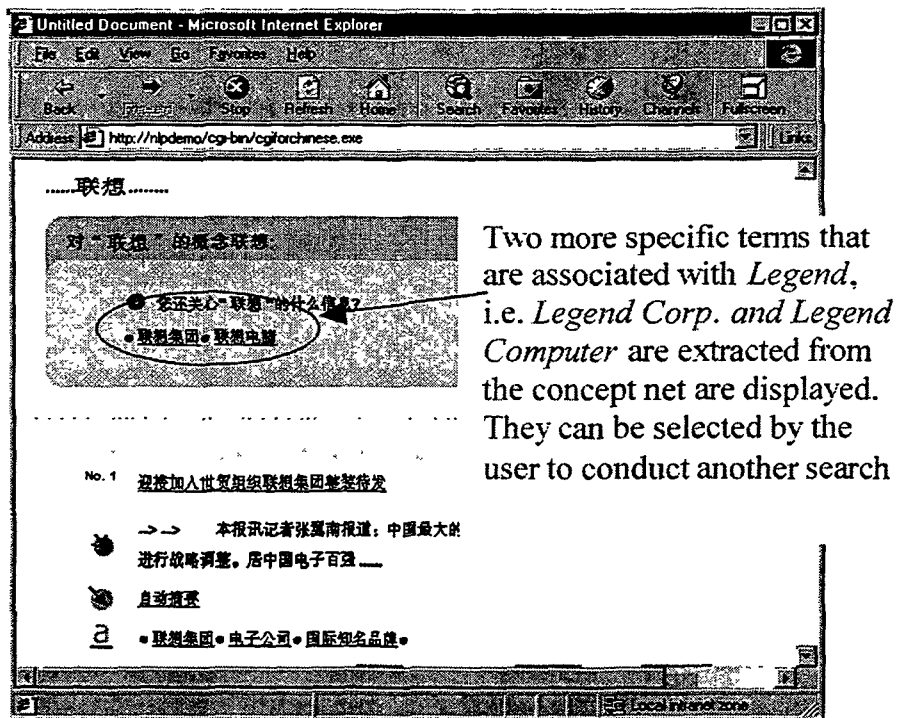 Untitled Document - Microsoft Internet Explorer
File Edit View Go Favorites Help
Back Stop Refresh Home Search Favorites History Channels Fullscreen
Address http://nlpdemo/cgi-bin/cgiforchinese.exe Links
......联想........
对“联想”的概念联想:
您还关心“联想”的什么信息?
●联想集团●联想电脑
Two more specific terms that
are associated with Legend,
i.e. Legend Corp. and Legend
Computer are extracted from
the concept net are displayed.
They can be selected by the
user to conduct another search
No. 1 迎接加入世贸组织联想集团整装待发
-> -> 本报讯记者张冀南报道:中国最大的
进行战略调整。居中国电子百强......
自动摘要
a ●联想集团●电子公司●国际知名品牌●
Local intranet zone